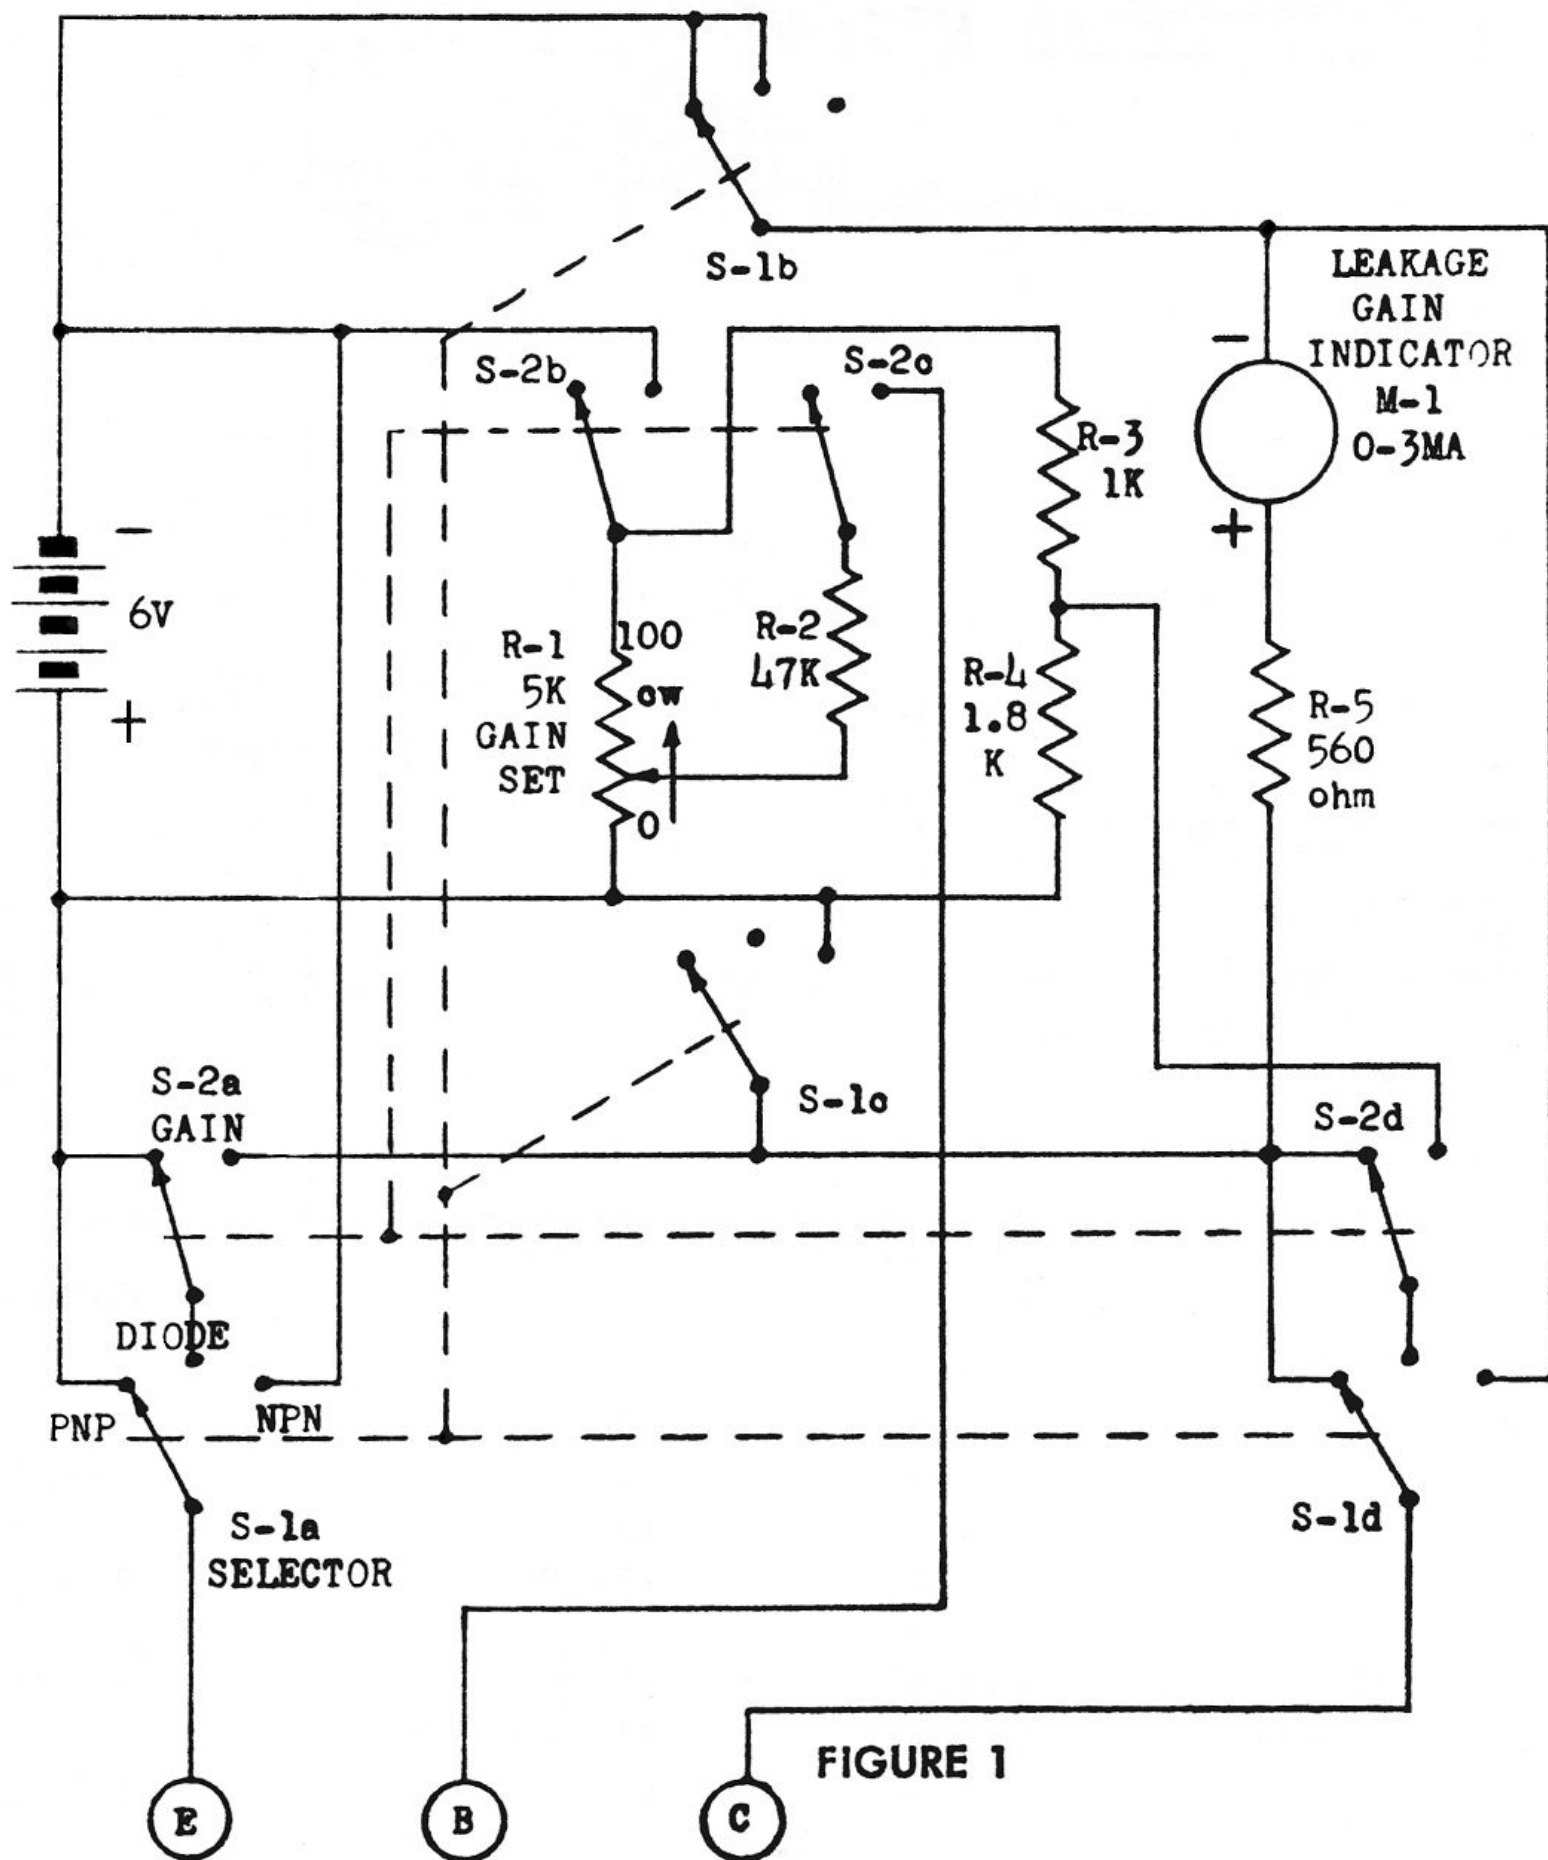 S-1b
LEAKAGE
GAIN
INDICATOR
M-1
0-3MA
-
+
S-2b
S-2c
R-3
1K
-
6V
+
R-1
5K
GAIN
SET
100
cw
0
R-2
47K
R-4
1.8
K
R-5
560
ohm
S-2a
GAIN
S-1c
S-2d
DIODE
PNP
NPN
S-1a
SELECTOR
S-1d
FIGURE 1
E
B
C